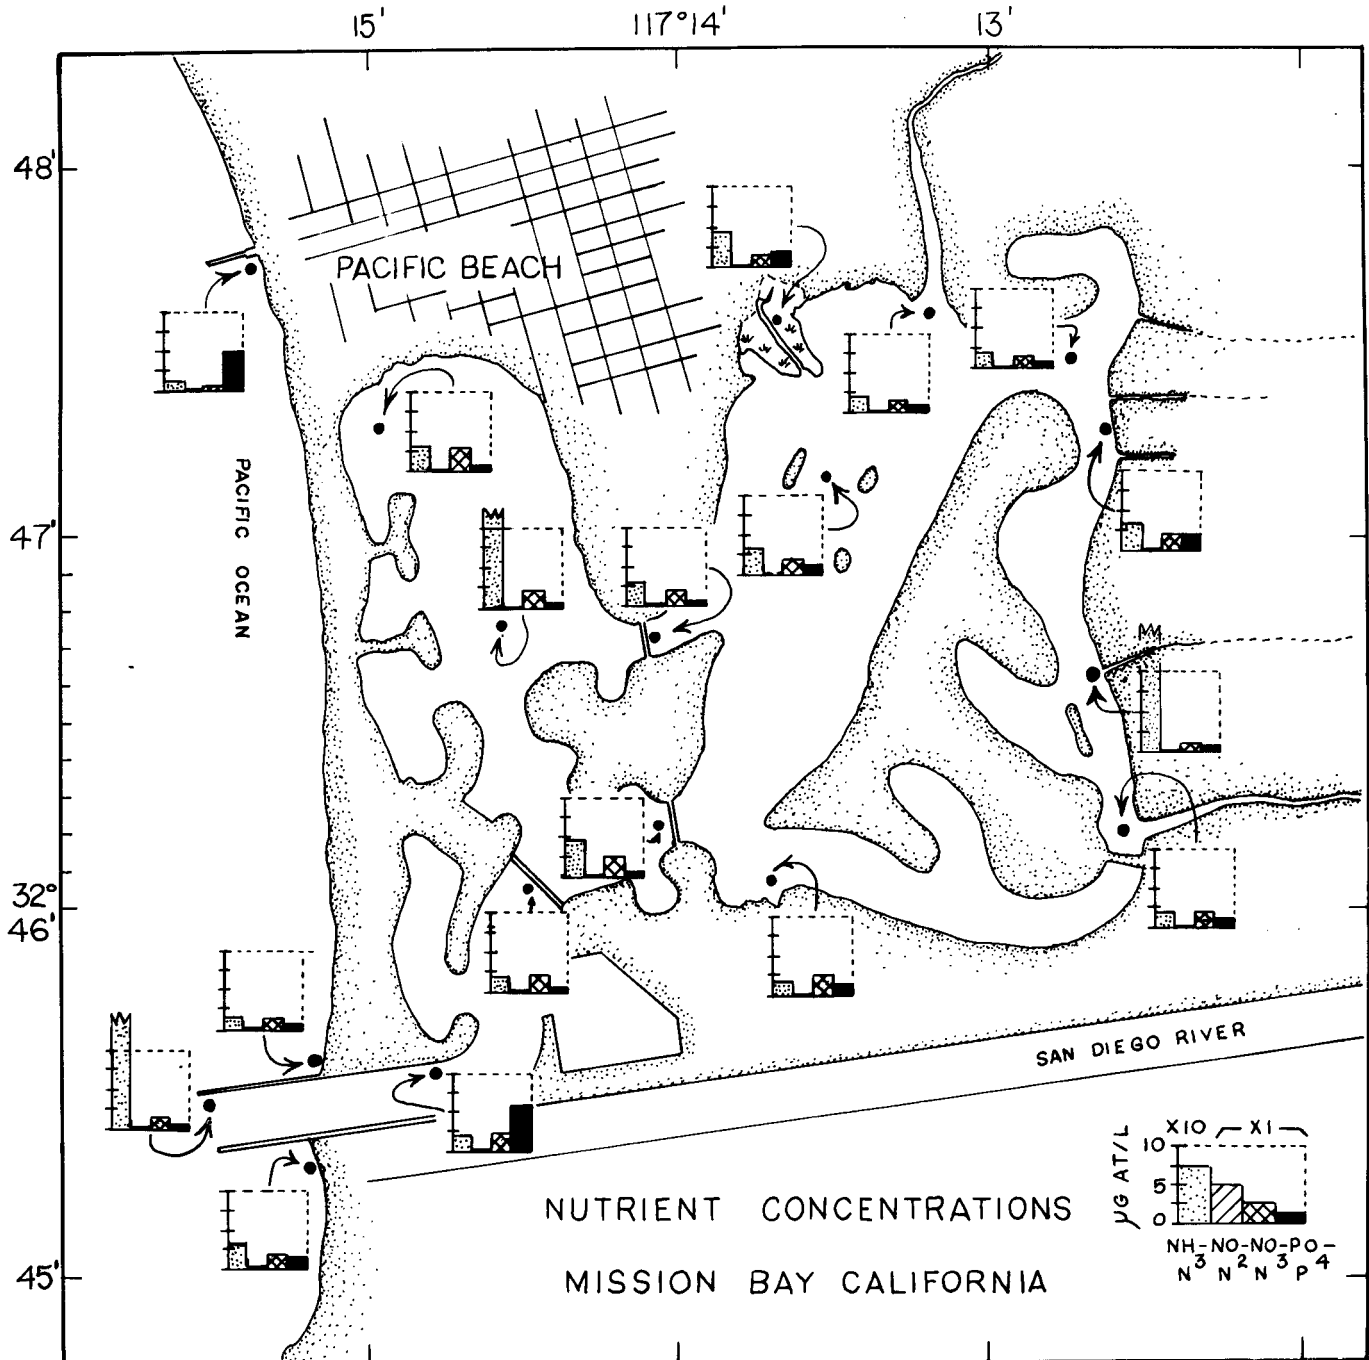 15' 117°14' 13'
48'
PACIFIC BEACH
PACIFIC OCEAN
47'
32°
46'
SAN DIEGO RIVER
X10 X1
10
5
0
µG AT/L
NH3-N NO2-N NO3-N PO4-P
NUTRIENT CONCENTRATIONS
MISSION BAY CALIFORNIA
45'